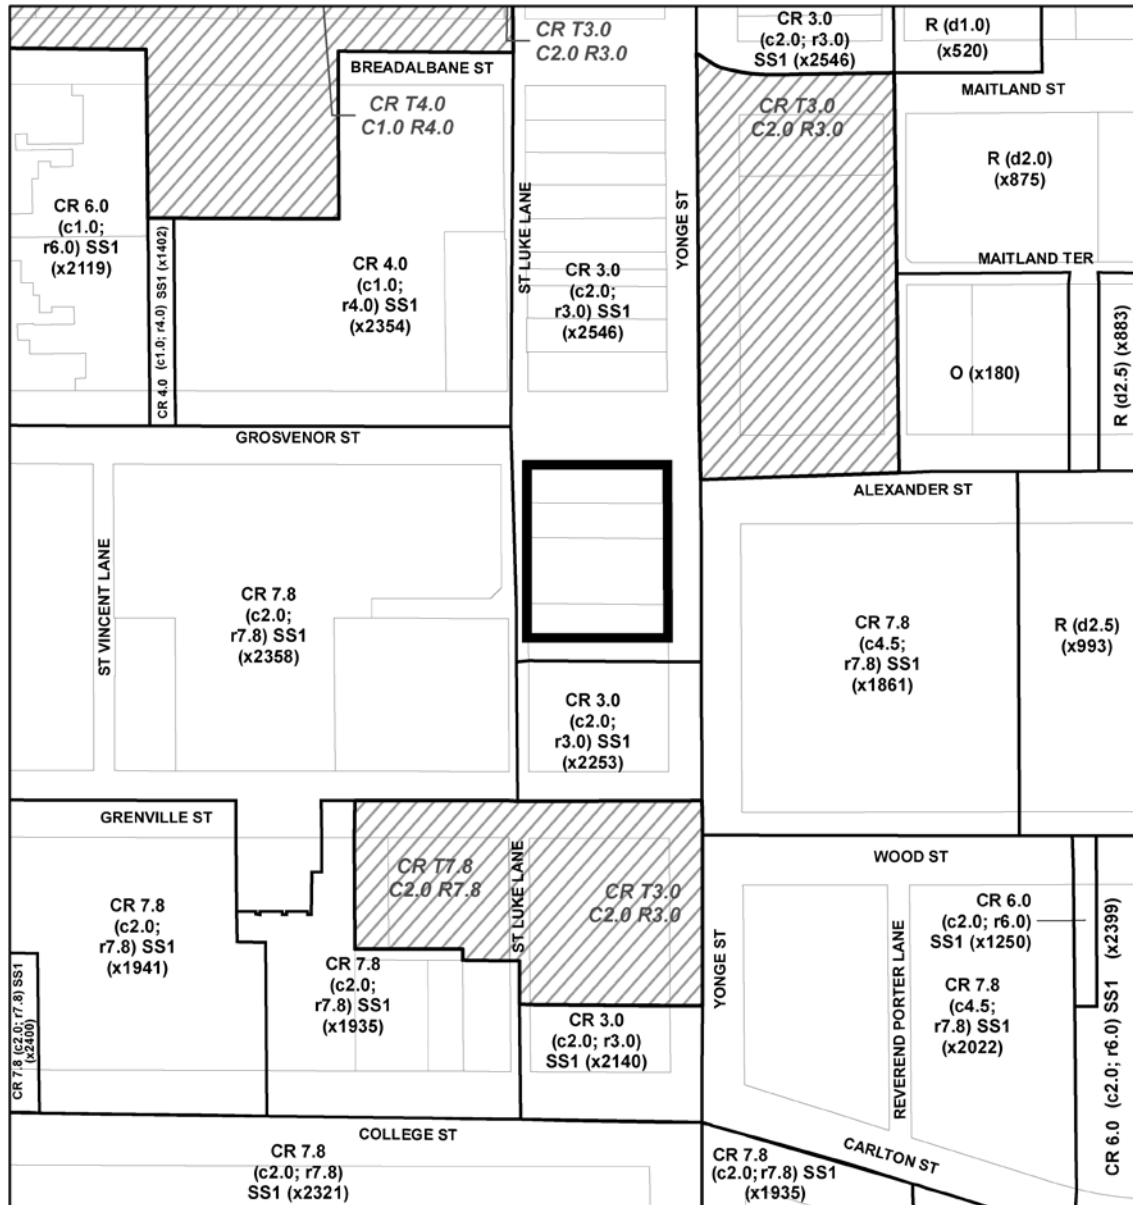 CR T3.0
C2.0 R3.0
CR 3.0
(c2.0; r3.0)
SS1 (x2546)
R (d1.0)
(x520)
BREADALBANE ST
CR T4.0
C1.0 R4.0
CR T3.0
C2.0 R3.0
MAITLAND ST
R (d2.0)
(x875)
CR 6.0
(c1.0;
r6.0) SS1
(x2119)
CR 4.0 (c1.0; r4.0) SS1 (x1402)
CR 4.0
(c1.0;
r4.0) SS1
(x2354)
ST LUKE LANE
CR 3.0
(c2.0;
r3.0) SS1
(x2546)
YONGE ST
MAITLAND TER
O (x180)
R (d2.5) (x883)
GROSVENOR ST
ALEXANDER ST
ST VINCENT LANE
CR 7.8
(c2.0;
r7.8) SS1
(x2358)
CR 7.8
(c4.5;
r7.8) SS1
(x1861)
R (d2.5)
(x993)
CR 3.0
(c2.0;
r3.0) SS1
(x2253)
GRENVILLE ST
CR T7.8
C2.0 R7.8
ST LUKE LANE
CR T3.0
C2.0 R3.0
WOOD ST
CR 7.8
(c2.0;
r7.8) SS1
(x1941)
CR 7.8
(c2.0;
r7.8) SS1
(x1935)
YONGE ST
REVEREND PORTER LANE
CR 6.0
(c2.0; r6.0)
SS1 (x1250)
CR 7.8
(c4.5;
r7.8) SS1
(x2022)
CR 6.0 (c2.0; r6.0) SS1 (x2399)
CR 7.8 (c2.0; r7.8) SS1
(x2400)
CR 3.0
(c2.0; r3.0)
SS1 (x2140)
COLLEGE ST
CARLTON ST
CR 7.8
(c2.0; r7.8)
SS1 (x2321)
CR 7.8
(c2.0; r7.8) SS1
(x1935)